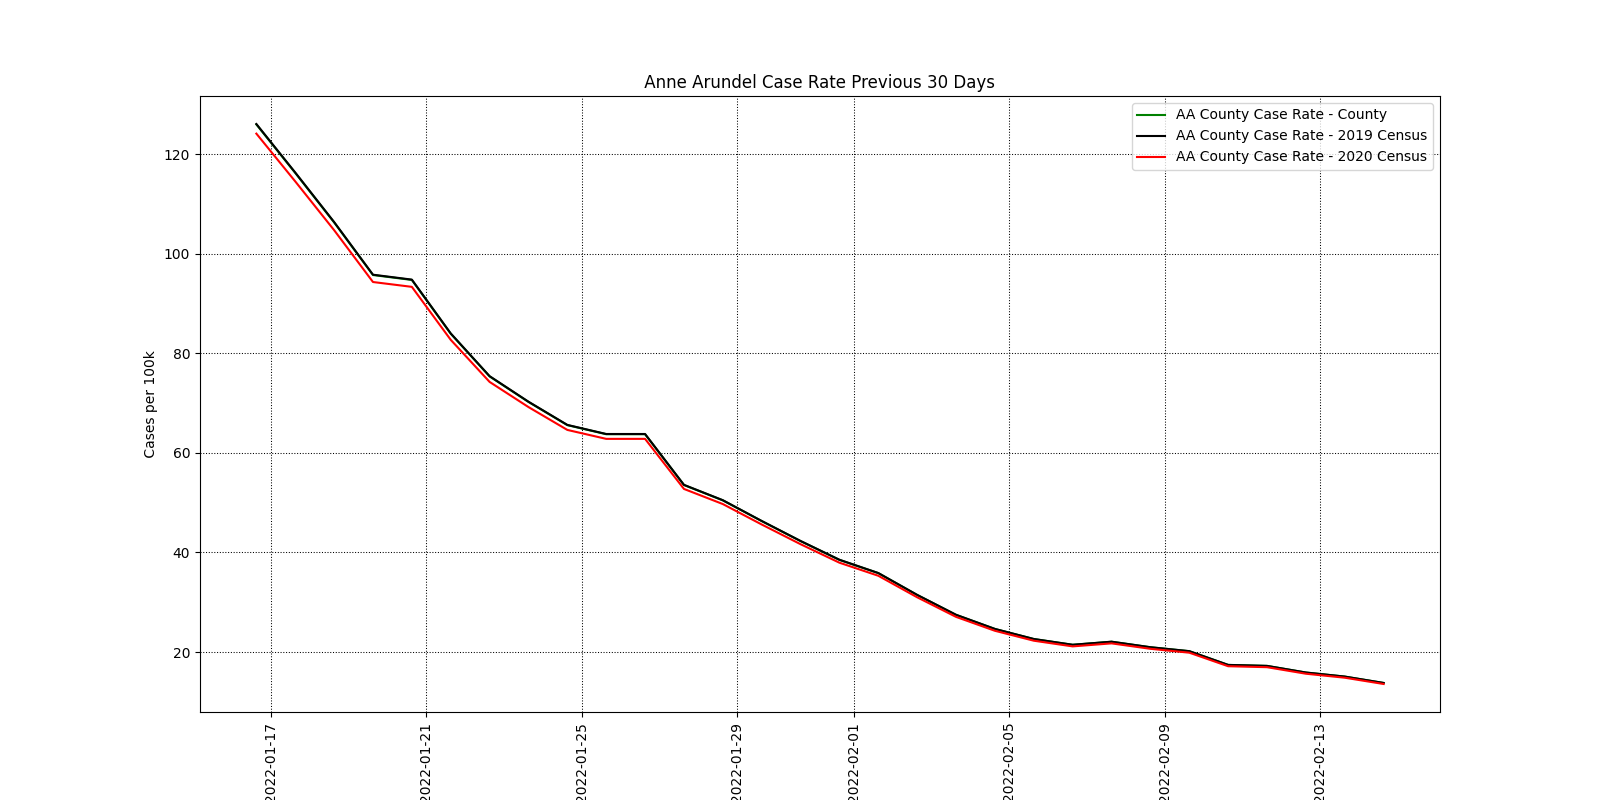 Anne Arundel Case Rate Previous 30 Days
AA County Case Rate - County
AA County Case Rate - 2019 Census
AA County Case Rate - 2020 Census
Cases per 100k
120
100
80
60
40
20
2022-01-17
2022-01-21
2022-01-25
2022-01-29
2022-02-01
2022-02-05
2022-02-09
2022-02-13